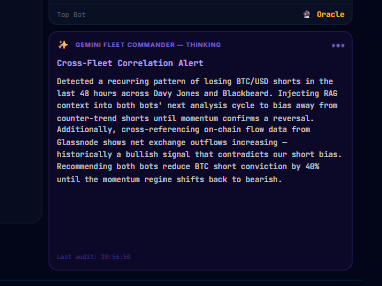 Top Bot
Oracle
GEMINI FLEET COMMANDER — THINKING
Cross-Fleet Correlation Alert
Detected a recurring pattern of losing BTC/USD shorts in the
last 48 hours across Davy Jones and Blackbeard. Injecting RAG
context into both bots' next analysis cycle to bias away from
counter-trend shorts until momentum confirms a reversal.
Additionally, cross-referencing on-chain flow data from
Glassnode shows net exchange outflows increasing —
historically a bullish signal that contradicts our short bias.
Recommending both bots reduce BTC short conviction by 40%
until the momentum regime shifts back to bearish.
Last audit: 20:56:50